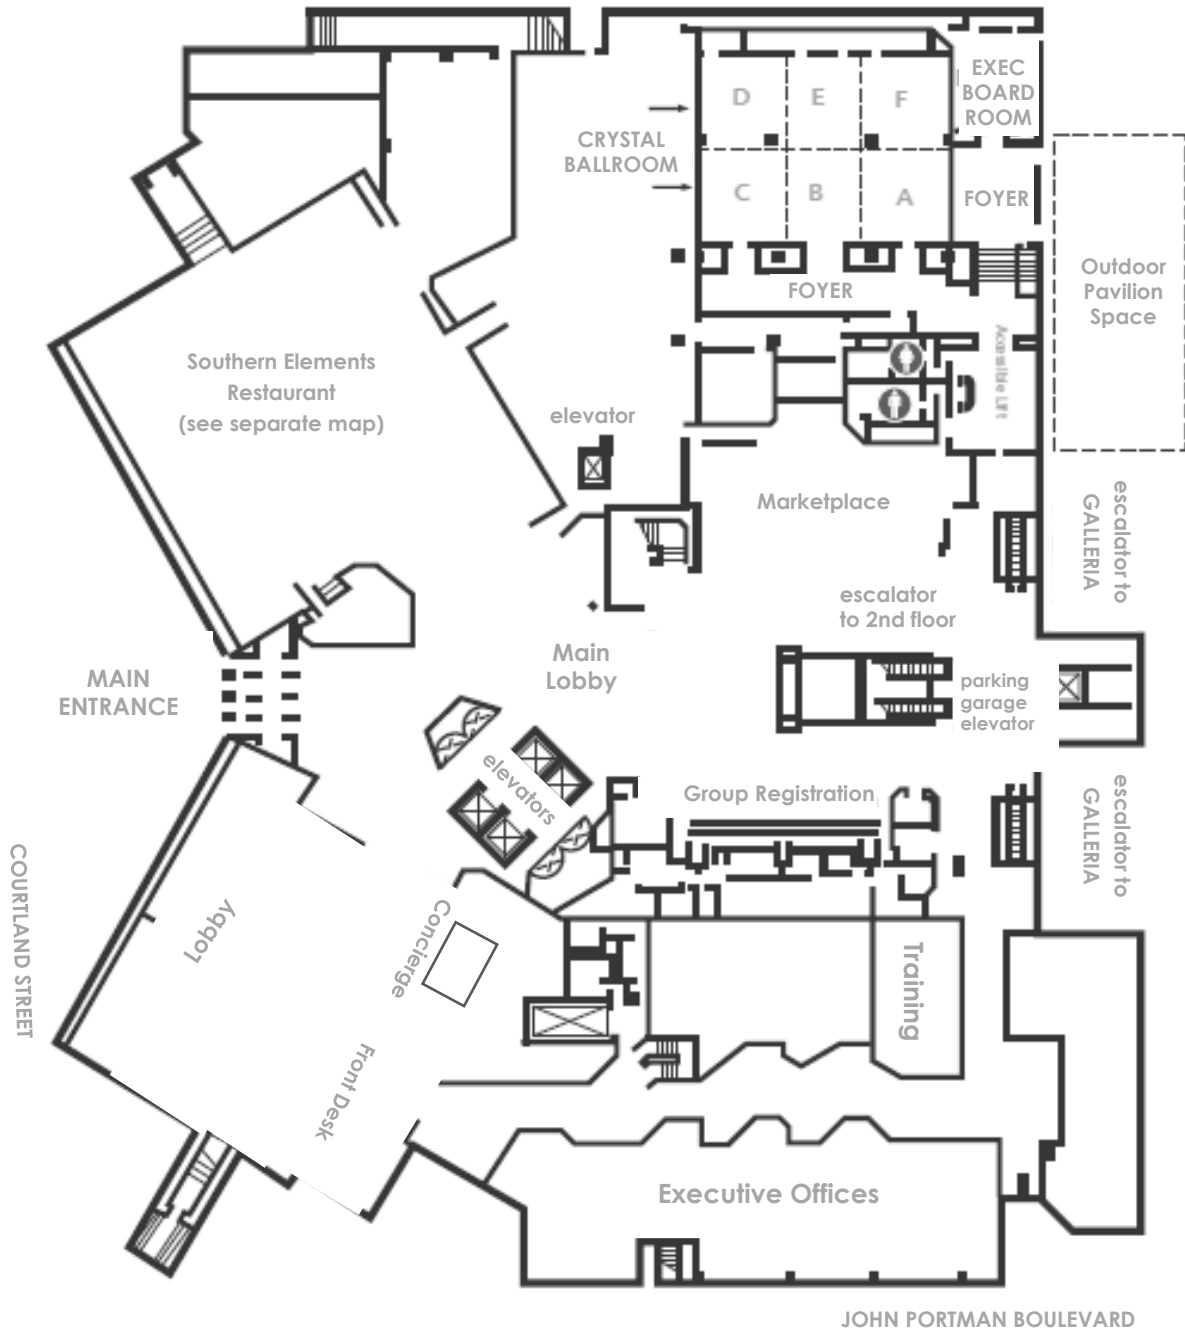 EXEC
BOARD
ROOM
D
E
F
CRYSTAL
BALLROOM
C
B
A
FOYER
Outdoor
Pavilion
Space
FOYER
Accessible Lift
Southern Elements
Restaurant
(see separate map)
elevator
Marketplace
escalator to
GALLERIA
escalator
to 2nd floor
Main
Lobby
MAIN
ENTRANCE
parking
garage
elevator
elevators
Group Registration
escalator to
GALLERIA
COURTLAND STREET
Lobby
Concierge
Training
Front Desk
Executive Offices
JOHN PORTMAN BOULEVARD